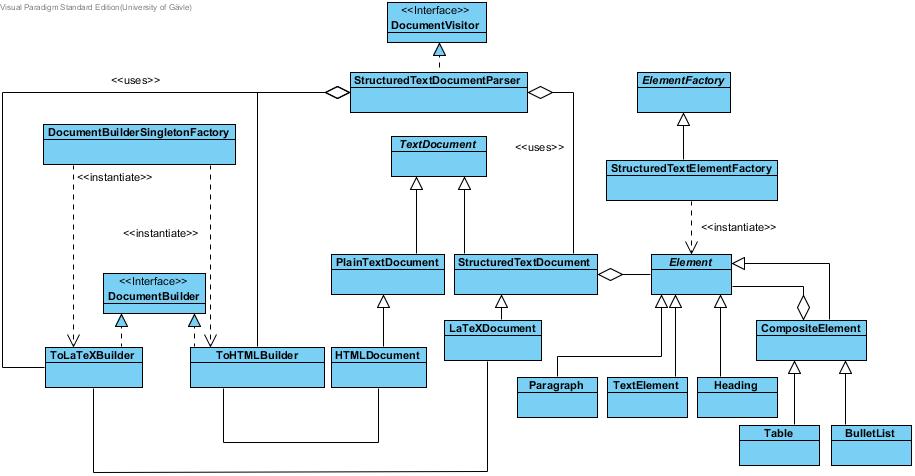 Visual Paradigm Standard Edition(University of Gävle)
<<Interface>>
DocumentVisitor
<<uses>>
StructuredTextDocumentParser
ElementFactory
DocumentBuilderSingletonFactory
TextDocument
<<uses>>
StructuredTextElementFactory
<<instantiate>>
<<instantiate>>
<<instantiate>>
PlainTextDocument
StructuredTextDocument
Element
<<Interface>>
DocumentBuilder
LaTeXDocument
CompositeElement
ToLaTeXBuilder
ToHTMLBuilder
HTMLDocument
Paragraph
TextElement
Heading
Table
BulletList